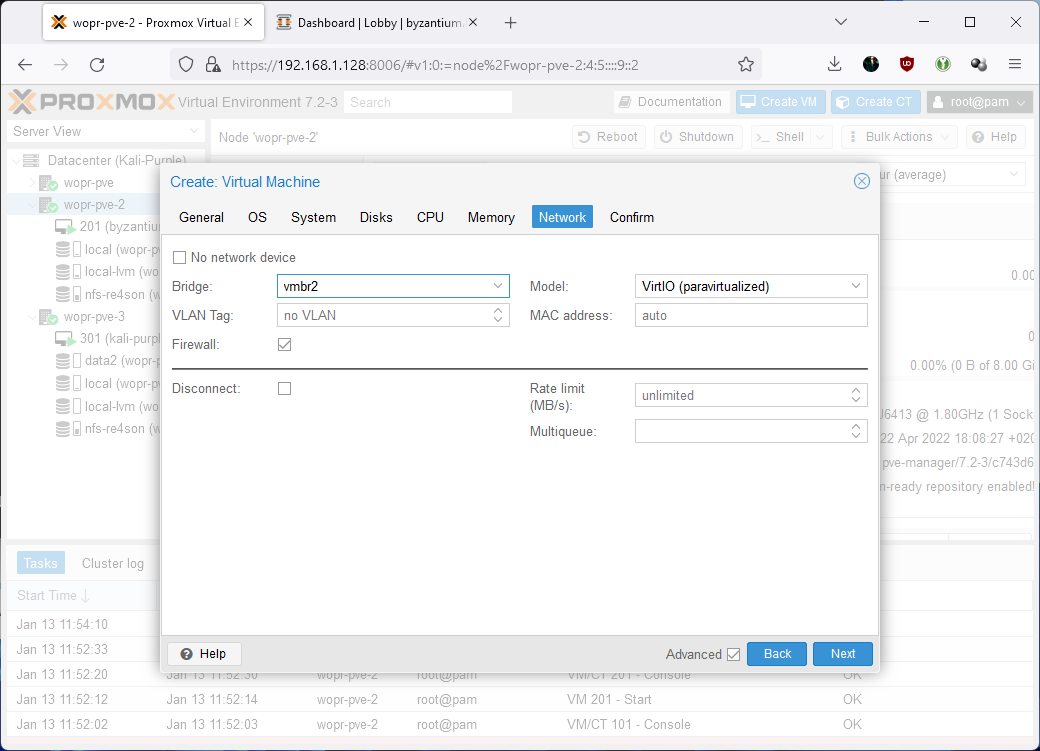 wopr-pve-2 - Proxmox Virtual E
Dashboard | Lobby | byzantium.
https://192.168.1.128:8006/#v1:0:=node%2Fwopr-pve-2:4:5::::9::2
PROXMOX Virtual Environment 7.2-3 Search Documentation Create VM Create CT root@pam
Server View
Node 'wopr-pve-2' Reboot Shutdown >_ Shell Bulk Actions Help
Datacenter (Kali-Purple)
ur (average)
wopr-pve
wopr-pve-2
201 (byzantiu
local (wopr-p
local-lvm (wo
nfs-re4son (w
wopr-pve-3
301 (kali-purpl
data2 (wopr-p
local (wopr-p
local-lvm (wo
nfs-re4son (w
Create: Virtual Machine
General OS System Disks CPU Memory Network Confirm
No network device
Bridge: vmbr2 Model: VirtIO (paravirtualized)
VLAN Tag: no VLAN MAC address: auto
Firewall:
Disconnect: Rate limit
(MB/s): unlimited
Multiqueue:
Help Advanced Back Next
0.00
0
0.00% (0 B of 8.00 Gi
J6413 @ 1.80GHz (1 Sock
22 Apr 2022 18:08:27 +020
pve-manager/7.2-3/c743d6
n-ready repository enabled!
Tasks Cluster log
Start Time
Jan 13 11:54:10
Jan 13 11:52:33
Jan 13 11:52:20 Jan 13 11:52:30 wopr-pve-2 root@pam VM/CT 201 - Console OK
Jan 13 11:52:12 Jan 13 11:52:14 wopr-pve-2 root@pam VM 201 - Start OK
Jan 13 11:52:02 Jan 13 11:52:03 wopr-pve-2 root@pam VM/CT 101 - Console OK